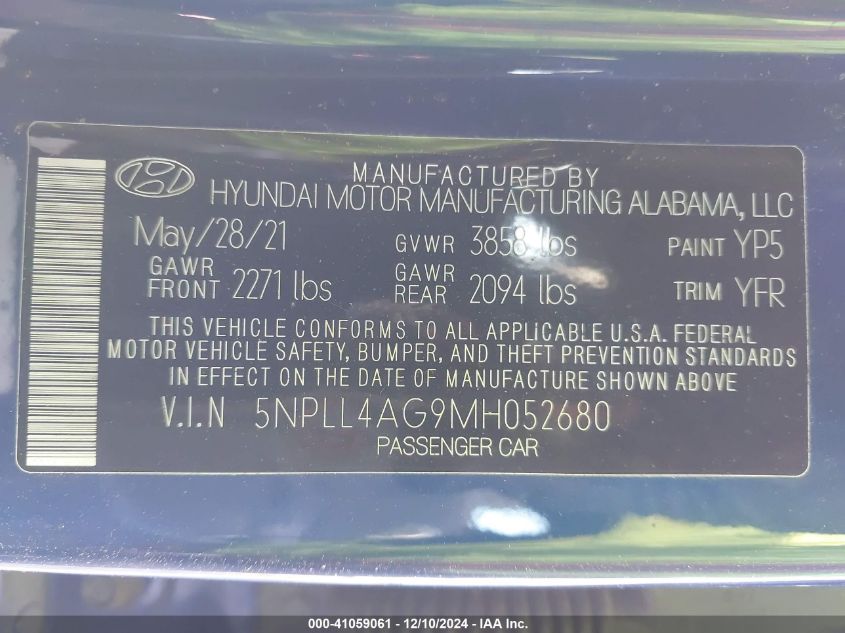 MANUFACTURED BY
HYUNDAI MOTOR MANUFACTURING ALABAMA, LLC
May/28/21 GVWR 3858 lbs PAINT YP5
GAWR FRONT 2271 lbs GAWR REAR 2094 lbs TRIM YFR
THIS VEHICLE CONFORMS TO ALL APPLICABLE U.S.A. FEDERAL
MOTOR VEHICLE SAFETY, BUMPER, AND THEFT PREVENTION STANDARDS
IN EFFECT ON THE DATE OF MANUFACTURE SHOWN ABOVE
V.I.N 5NPLL4AG9MH052680
PASSENGER CAR
000-41059061 - 12/10/2024 - IAA Inc.